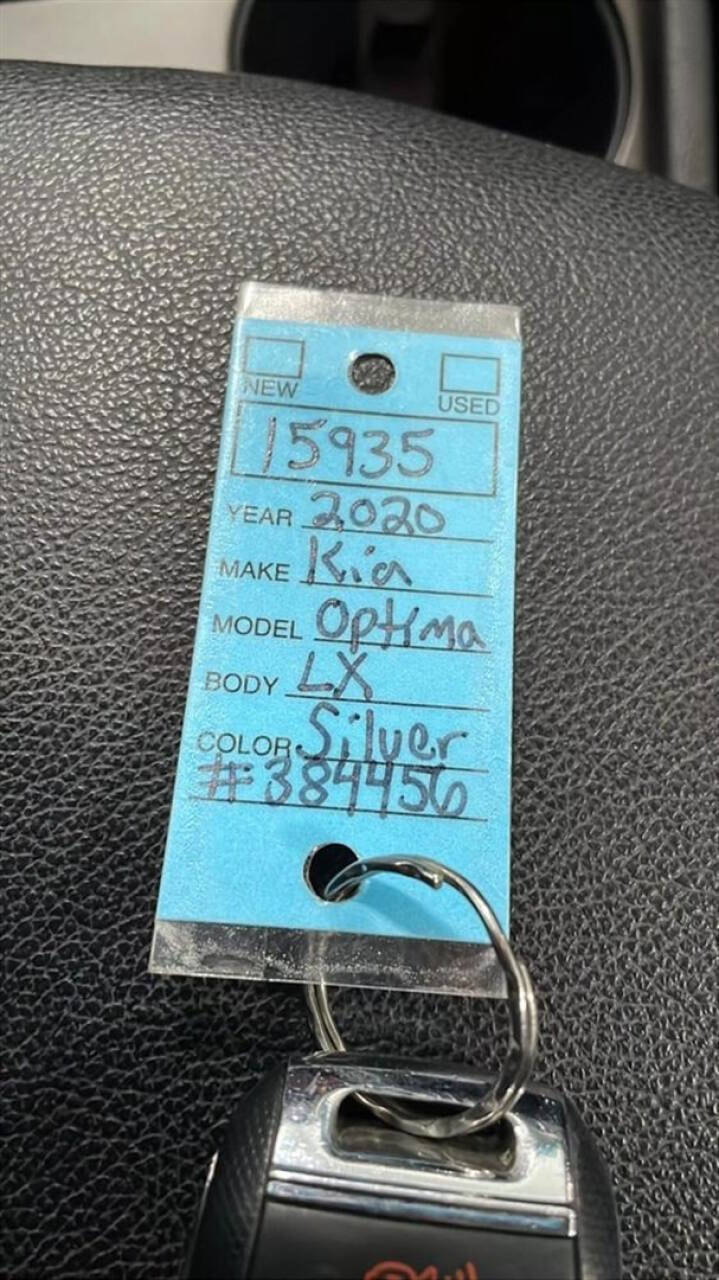 NEW USED
15935
YEAR 2020
MAKE Kia
MODEL Optima
BODY LX
COLOR Silver
#384456